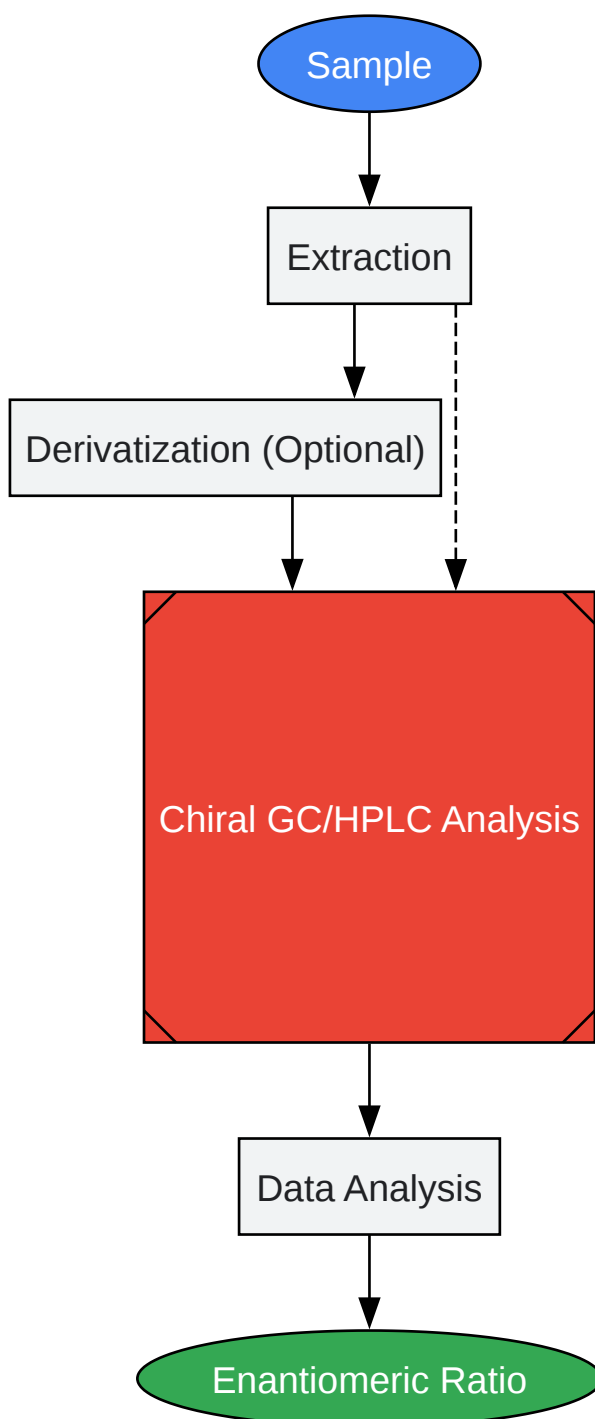 Sample
Extraction
Derivatization (Optional)
Chiral GC/HPLC Analysis
Data Analysis
Enantiomeric Ratio